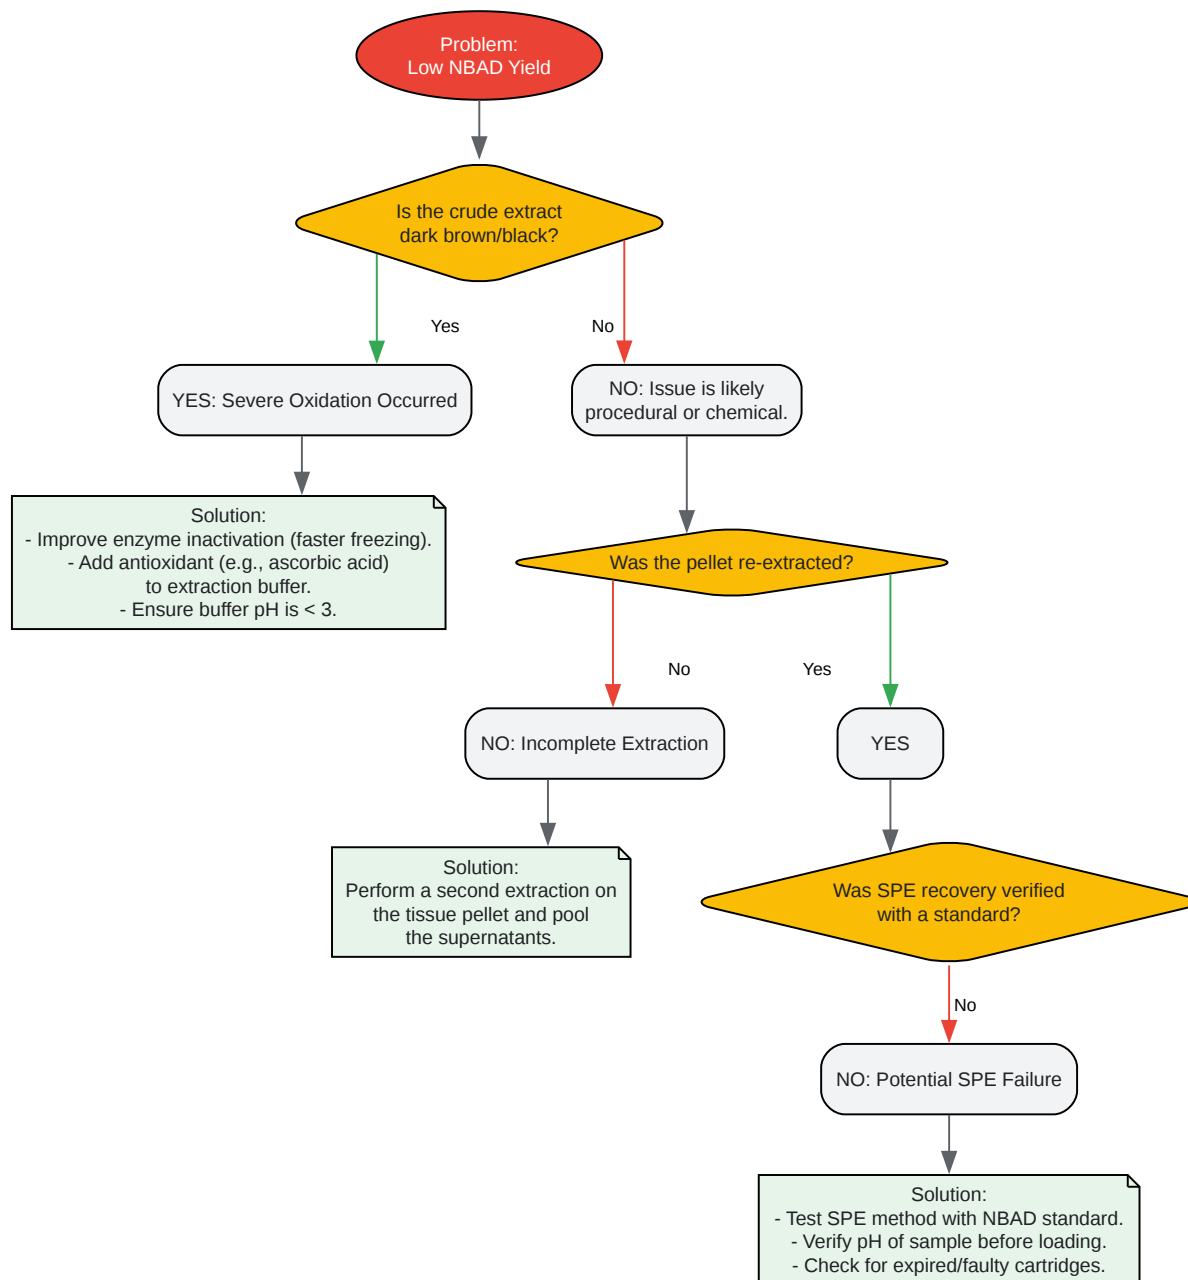 Problem:
Low NBAD Yield
Is the crude extract
dark brown/black?
Yes
No
YES: Severe Oxidation Occurred
NO: Issue is likely
procedural or chemical.
Solution:
- Improve enzyme inactivation (faster freezing).
- Add antioxidant (e.g., ascorbic acid)
to extraction buffer.
- Ensure buffer pH is < 3.
Was the pellet re-extracted?
No
Yes
NO: Incomplete Extraction
YES
Solution:
Perform a second extraction on
the tissue pellet and pool
the supernatants.
Was SPE recovery verified
with a standard?
No
NO: Potential SPE Failure
Solution:
- Test SPE method with NBAD standard.
- Verify pH of sample before loading.
- Check for expired/faulty cartridges.